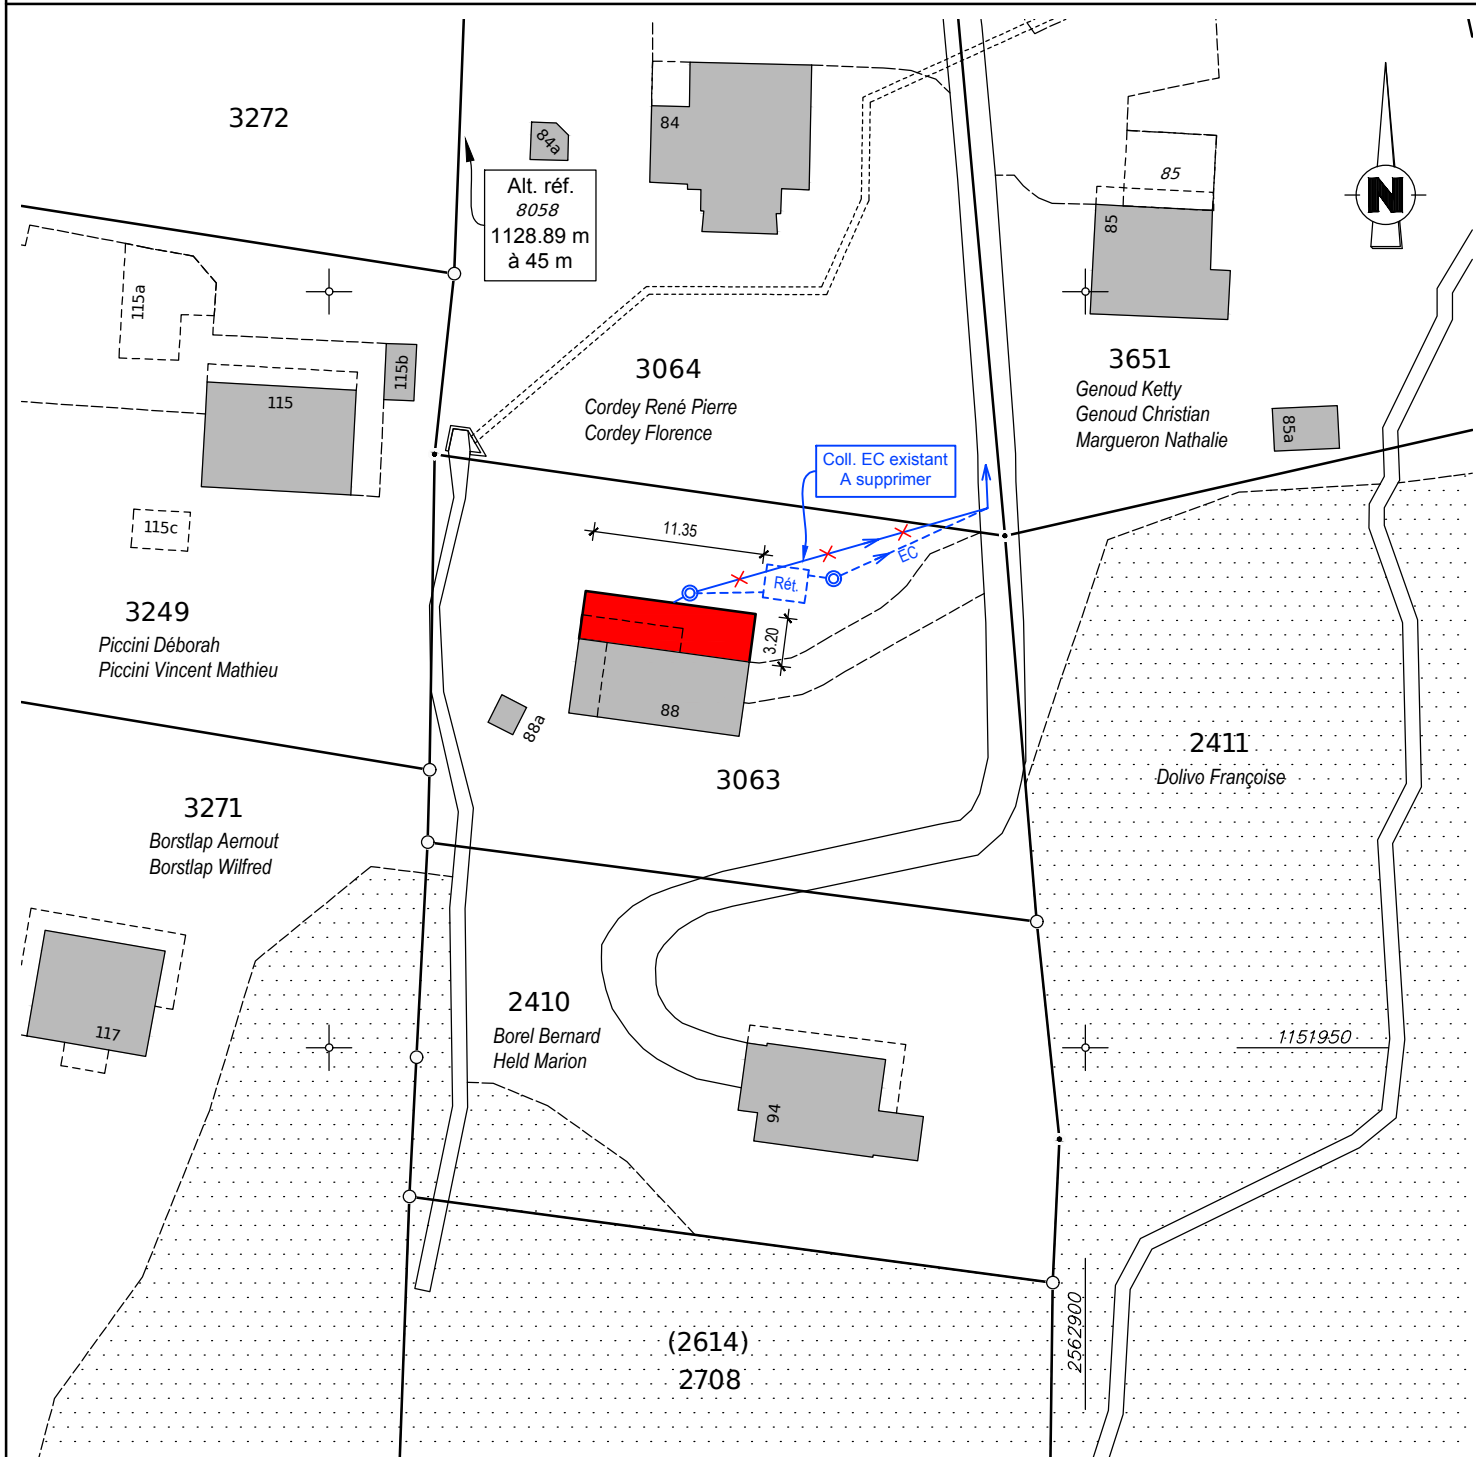 3272
84a
84
85
85
N
Alt. réf.
8058
1128.89 m
à 45 m
115a
115b
115
115c
3064
Cordey René Pierre
Cordey Florence
3651
Genoud Ketty
Genoud Christian
Margueron Nathalie
85a
Coll. EC existant
A supprimer
11.35
EC
Rét.
3.20
3249
Piccini Déborah
Piccini Vincent Mathieu
88
88a
3063
2411
Dolivo Françoise
3271
Borstlap Aernout
Borstlap Wilfred
117
2410
Borel Bernard
Held Marion
94
1151950
2562900
(2614)
2708